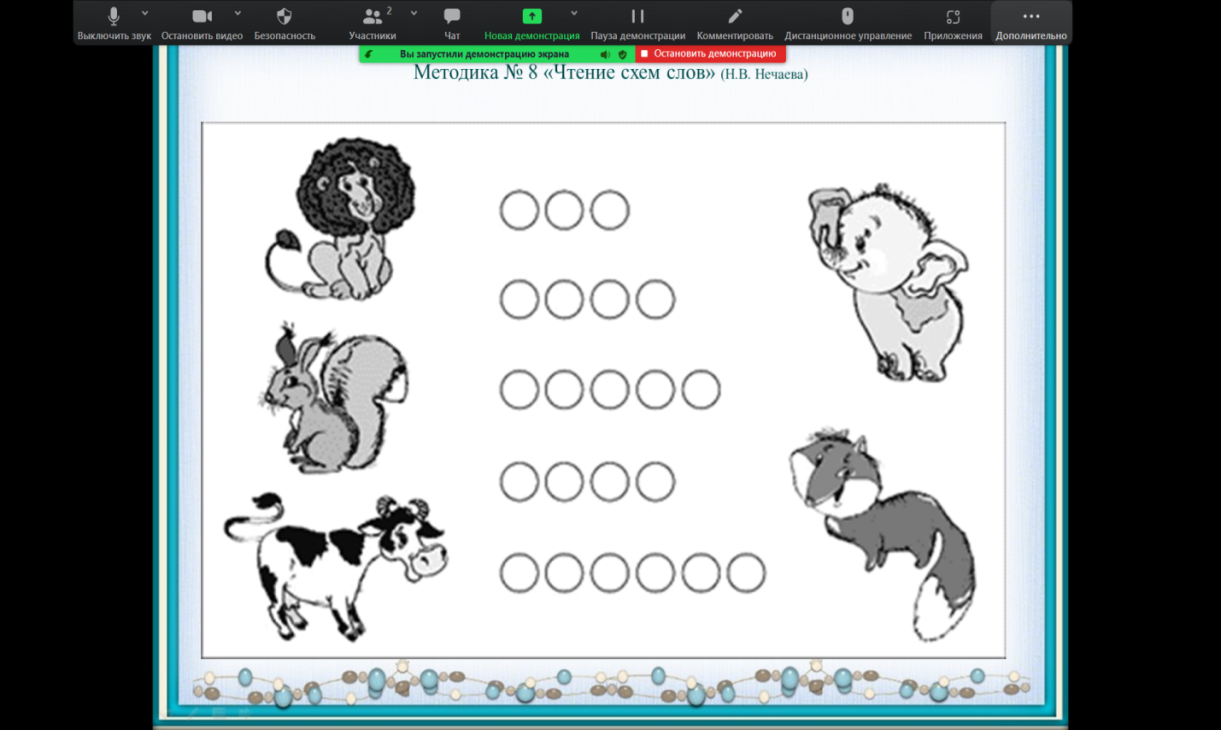 Выключить звук
Остановить видео
Безопасность
2
Участники
Чат
Новая демонстрация
Пауза демонстрации
Комментировать
Дистанционное управление
Приложения
Дополнительно
Вы запустили демонстрацию экрана
Остановить демонстрацию
Методика № 8 «Чтение схем слов» (Н.В. Нечаева)